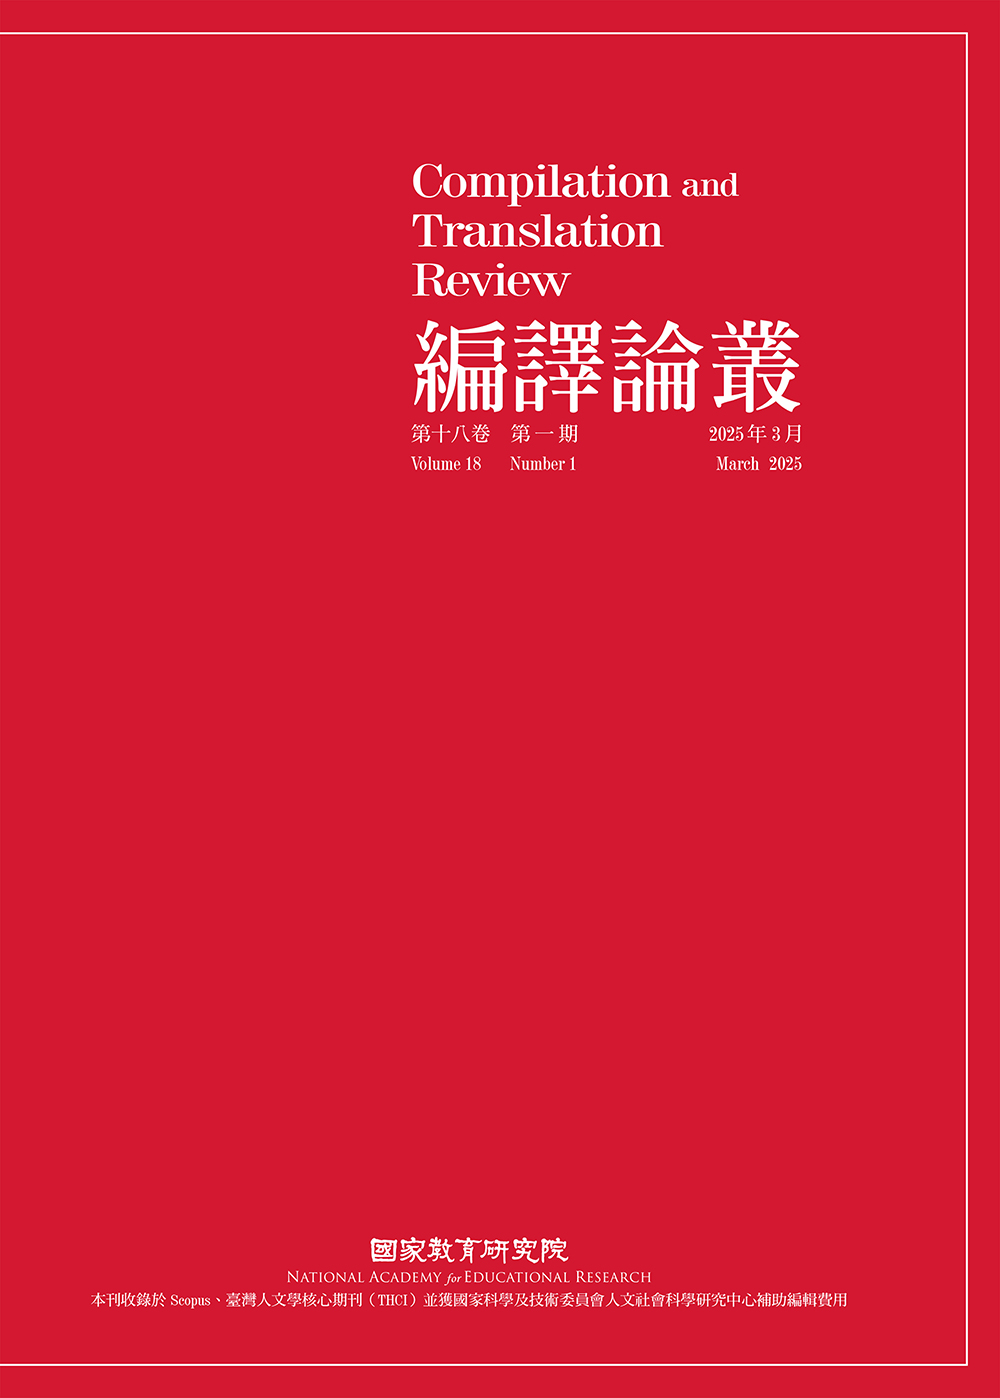 Compilation and
Translation
Review
編譯論叢
第十八卷 第一期 2025年3月
Volume 18 Number 1 March 2025
國家教育研究院
NATIONAL ACADEMY for EDUCATIONAL RESEARCH
本刊收錄於 Scopus、臺灣人文學核心期刊（THCI）並獲國家科學及技術委員會人文社會科學研究中心補助編輯費用